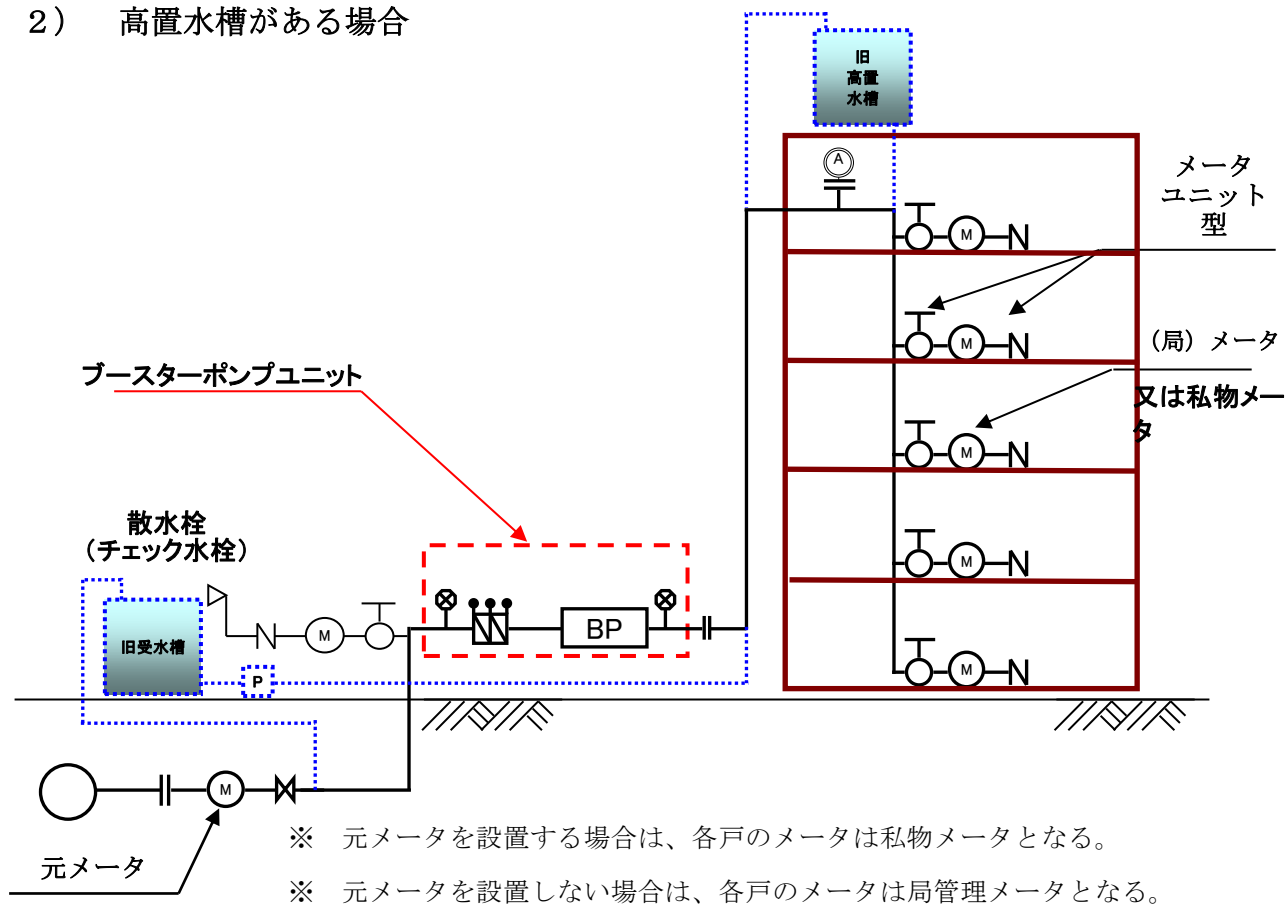 2）　高置水槽がある場合
旧
高置
水槽
A
メータ
ユニット
型
M
M
（局）メータ
ブースターポンプユニット
又は私物メー
タ
M
散水栓
（チェック水栓）
M
旧受水槽
M
BP
P
M
M
元メータ
※　元メータを設置する場合は、各戸のメータは私物メータとなる。
※　元メータを設置しない場合は、各戸のメータは局管理メータとなる。